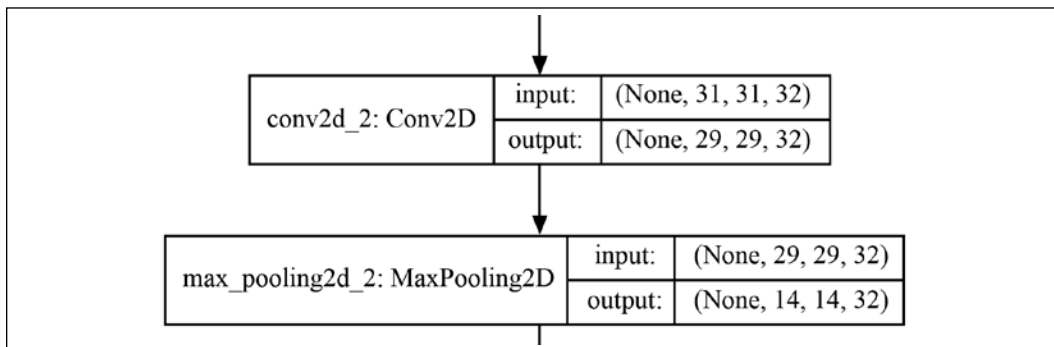 conv2d_2: Conv2D
input: (None, 31, 31, 32)
output: (None, 29, 29, 32)
max_pooling2d_2: MaxPooling2D
input: (None, 29, 29, 32)
output: (None, 14, 14, 32)